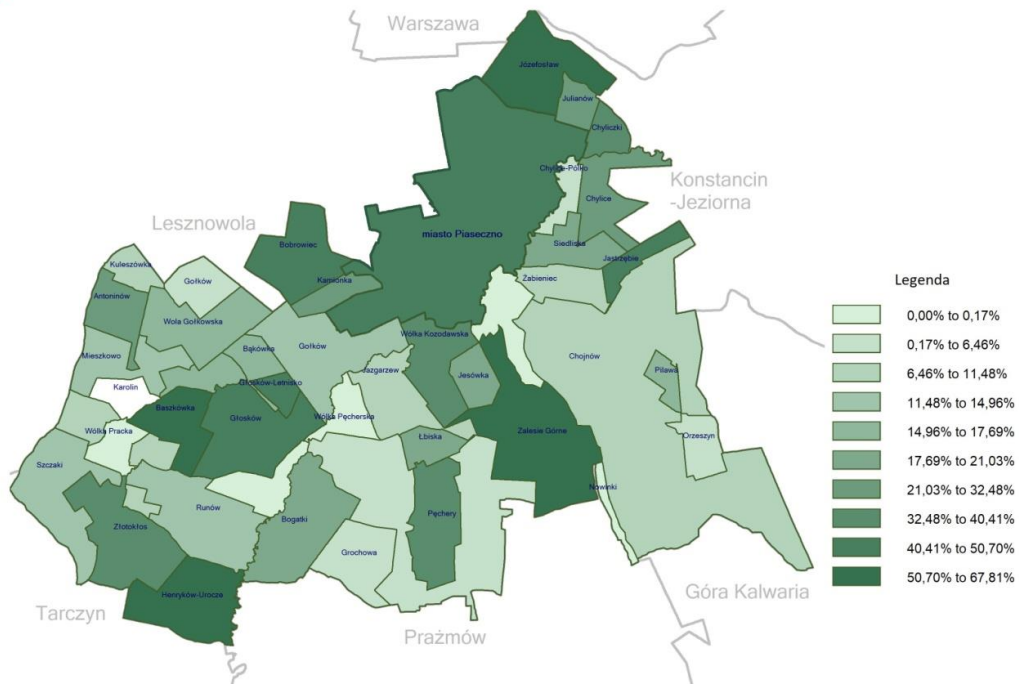 Warszawa
Józefosław
Julianów
Chyliczki
Chylice-Pólko
Konstancin
-Jeziorna
Chylice
Lesznowola
miasto Piaseczno
Siedliska
Bobrowiec
Jastrzębie
Kuleszówka
Żabieniec
Gołków
Kamionka
Legenda
Antoninów
Wola Gołkowska
Wólka Kozodawska
0,00% to 0,17%
Bąkówka
Gołków
0,17% to 6,46%
Mieszkowo
Chojnów
Jazgarzew
Jesówka
Pilawa
6,46% to 11,48%
Karolin
Głosków-Letnisko
11,48% to 14,96%
Baszkówka
Głosków
Wólka Pęcherska
14,96% to 17,69%
Wólka Pracka
Zalesie Górne
Łbiska
Orzeszyn
17,69% to 21,03%
Szczaki
21,03% to 32,48%
Nowinki
Runów
Bogatki
Pęchery
32,48% to 40,41%
Złotokłos
40,41% to 50,70%
Grochowa
50,70% to 67,81%
Henryków-Urocze
Góra Kalwaria
Tarczyn
Prażmów